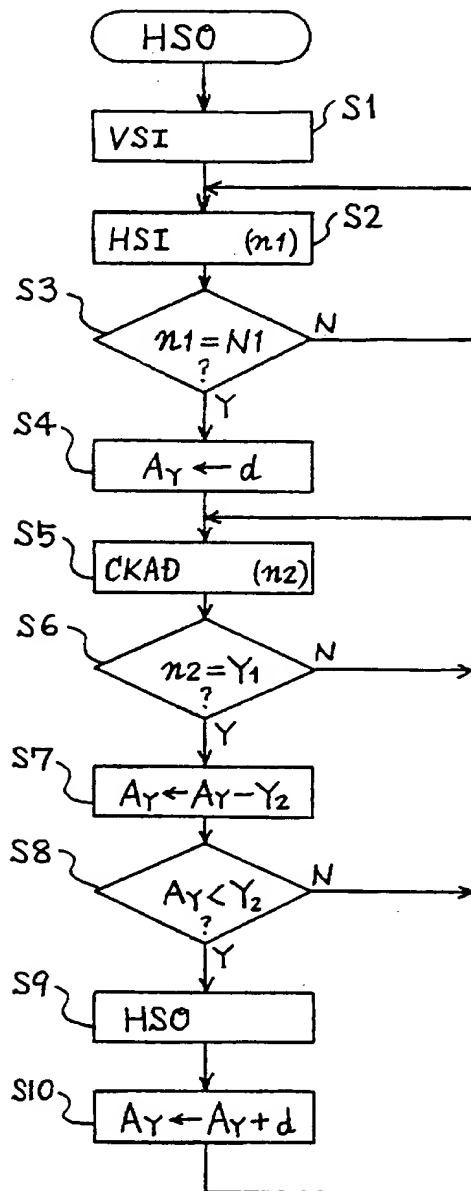 HSO
S1
VSI
S2
HSI (n1)
S3
n1=N1
?
N
Y
S4
AY ← d
S5
CKAD (n2)
S6
n2=Y1
?
N
Y
S7
AY←AY−Y2
S8
AY<Y2
?
N
Y
S9
HSO
S10
AY←AY+d